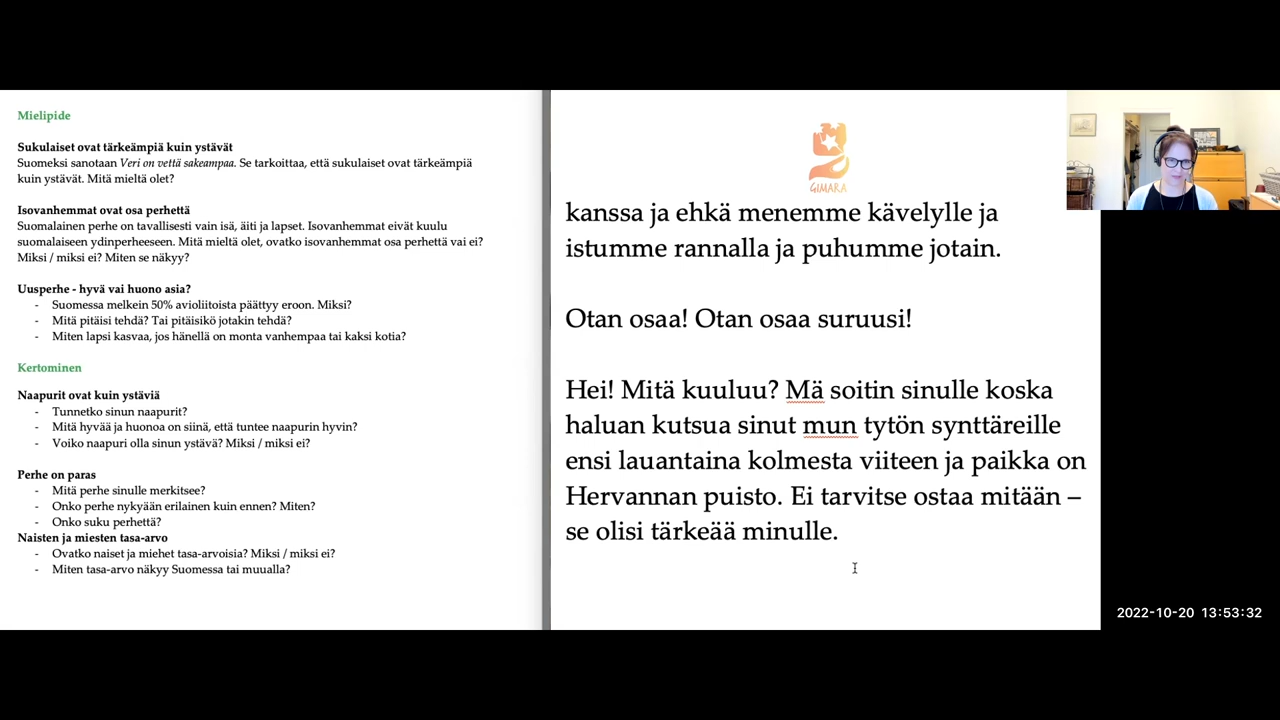 Mielipide
Sukulaiset ovat tärkeämpiä kuin ystävät
Suomeksi sanotaan Veri on vettä sakeampaa. Se tarkoittaa, että sukulaiset ovat tärkeämpiä
kuin ystävät. Mitä mieltä olet?
Isovanhemmat ovat osa perhettä
Suomalainen perhe on tavallisesti vain isä, äiti ja lapset. Isovanhemmat eivät kuulu
suomalaiseen ydinperheeseen. Mitä mieltä olet, ovatko isovanhemmat osa perhettä vai ei?
Miksi / miksi ei? Miten se näkyy?
Uusperhe - hyvä vai huono asia?
- Suomessa melkein 50% avioliitoista päättyy eroon. Miksi?
- Mitä pitäisi tehdä? Tai pitäisikö jotakin tehdä?
- Miten lapsi kasvaa, jos hänellä on monta vanhempaa tai kaksi kotia?
Kertominen
Naapurit ovat kuin ystäviä
- Tunnetko sinun naapurit?
- Mitä hyvää ja huonoa on siinä, että tuntee naapurin hyvin?
- Voiko naapuri olla sinun ystävä? Miksi / miksi ei?
Perhe on paras
- Mitä perhe sinulle merkitsee?
- Onko perhe nykyään erilainen kuin ennen? Miten?
- Onko suku perhettä?
Naisten ja miesten tasa-arvo
- Ovatko naiset ja miehet tasa-arvoisia? Miksi / miksi ei?
- Miten tasa-arvo näkyy Suomessa tai muualla?
GIMARA
kanssa ja ehkä menemme kävelylle ja
istumme rannalla ja puhumme jotain.
Otan osaa! Otan osaa suruusi!
Hei! Mitä kuuluu? Mä soitin sinulle koska
haluan kutsua sinut mun tytön synttäreille
ensi lauantaina kolmesta viiteen ja paikka on
Hervannan puisto. Ei tarvitse ostaa mitään –
se olisi tärkeää minulle.
2022-10-20 13:53:32